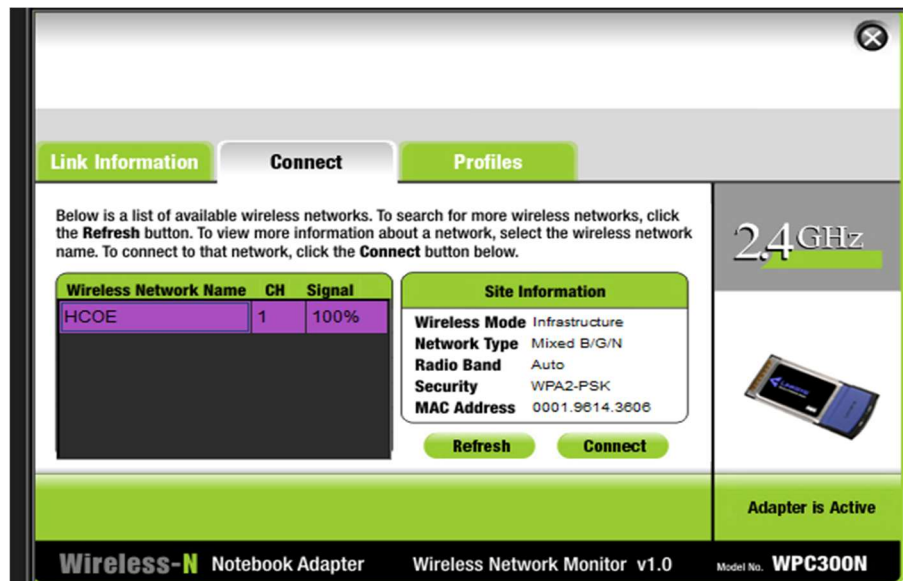 Link Information Connect Profiles
Below is a list of available wireless networks. To search for more wireless networks, click
the Refresh button. To view more information about a network, select the wireless network
name. To connect to that network, click the Connect button below.
2.4 GHz
Wireless Network Name CH Signal
HCOE 1 100%
Site Information
Wireless Mode Infrastructure
Network Type Mixed B/G/N
Radio Band Auto
Security WPA2-PSK
MAC Address 0001.9614.3606
Refresh Connect
Adapter is Active
Wireless-N Notebook Adapter Wireless Network Monitor v1.0 Model No. WPC300N